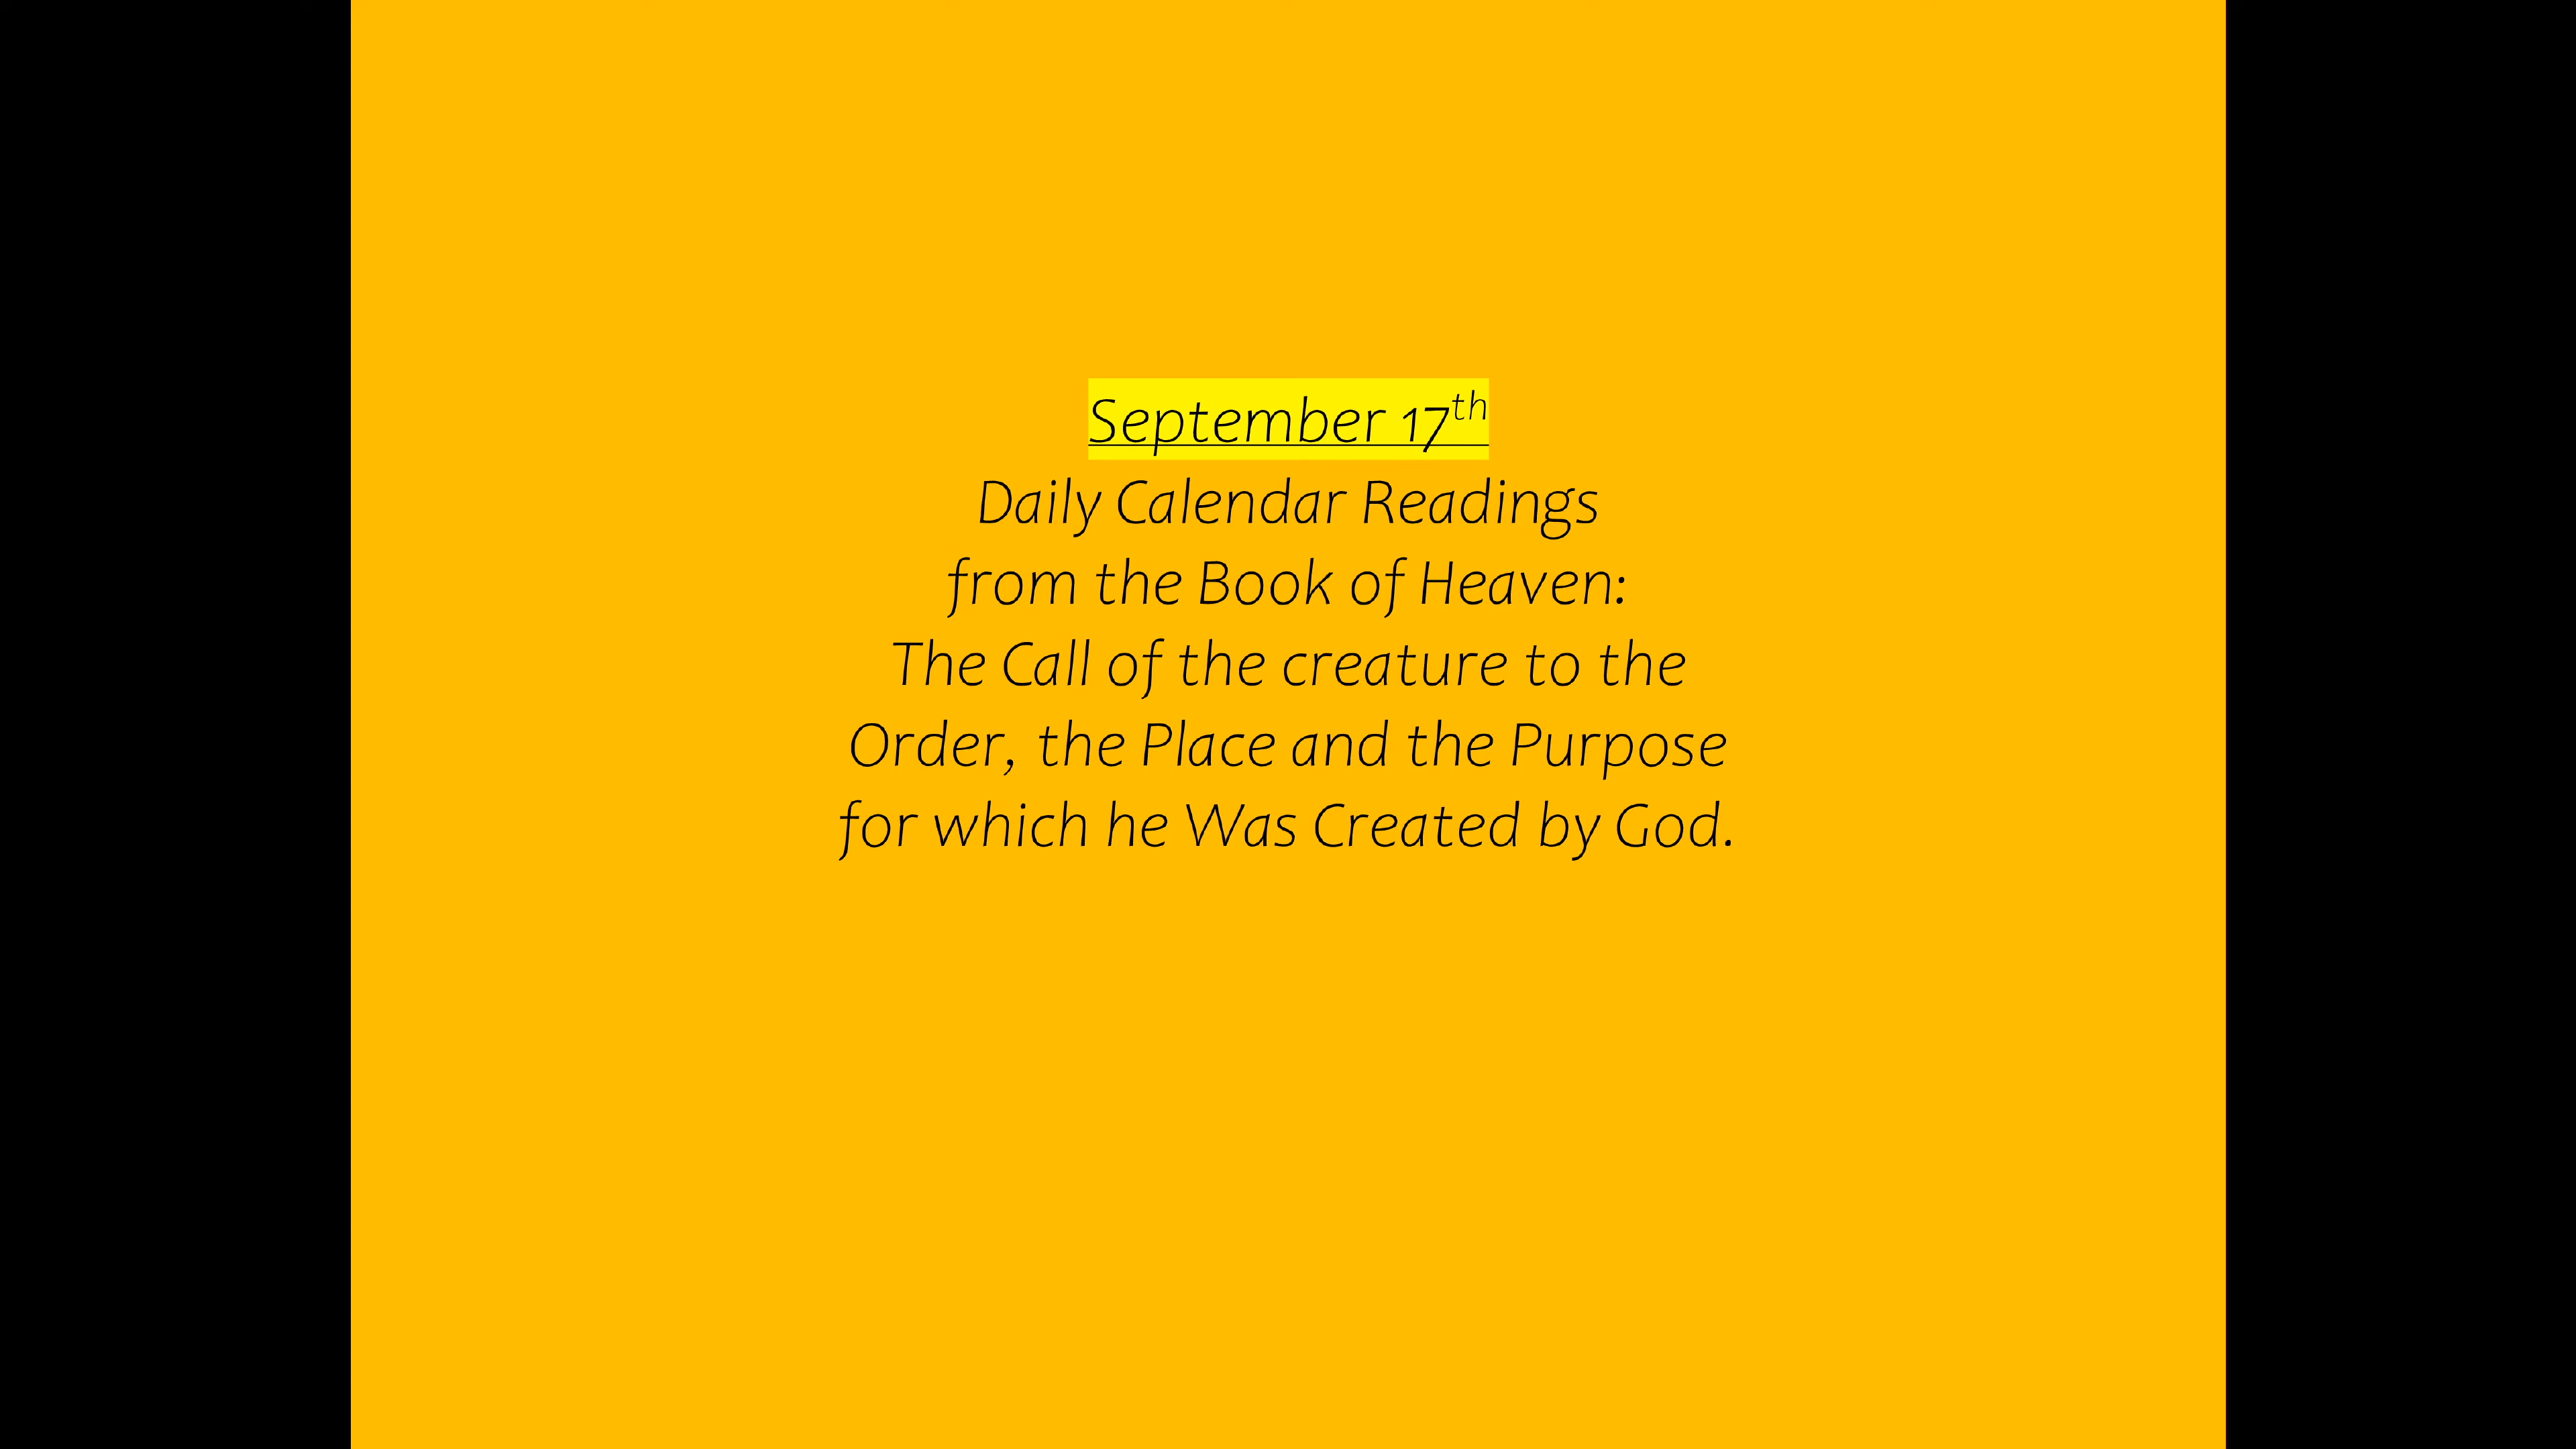 September 17th
Daily Calendar Readings
from the Book of Heaven:
The Call of the creature to the
Order, the Place and the Purpose
for which he Was Created by God.